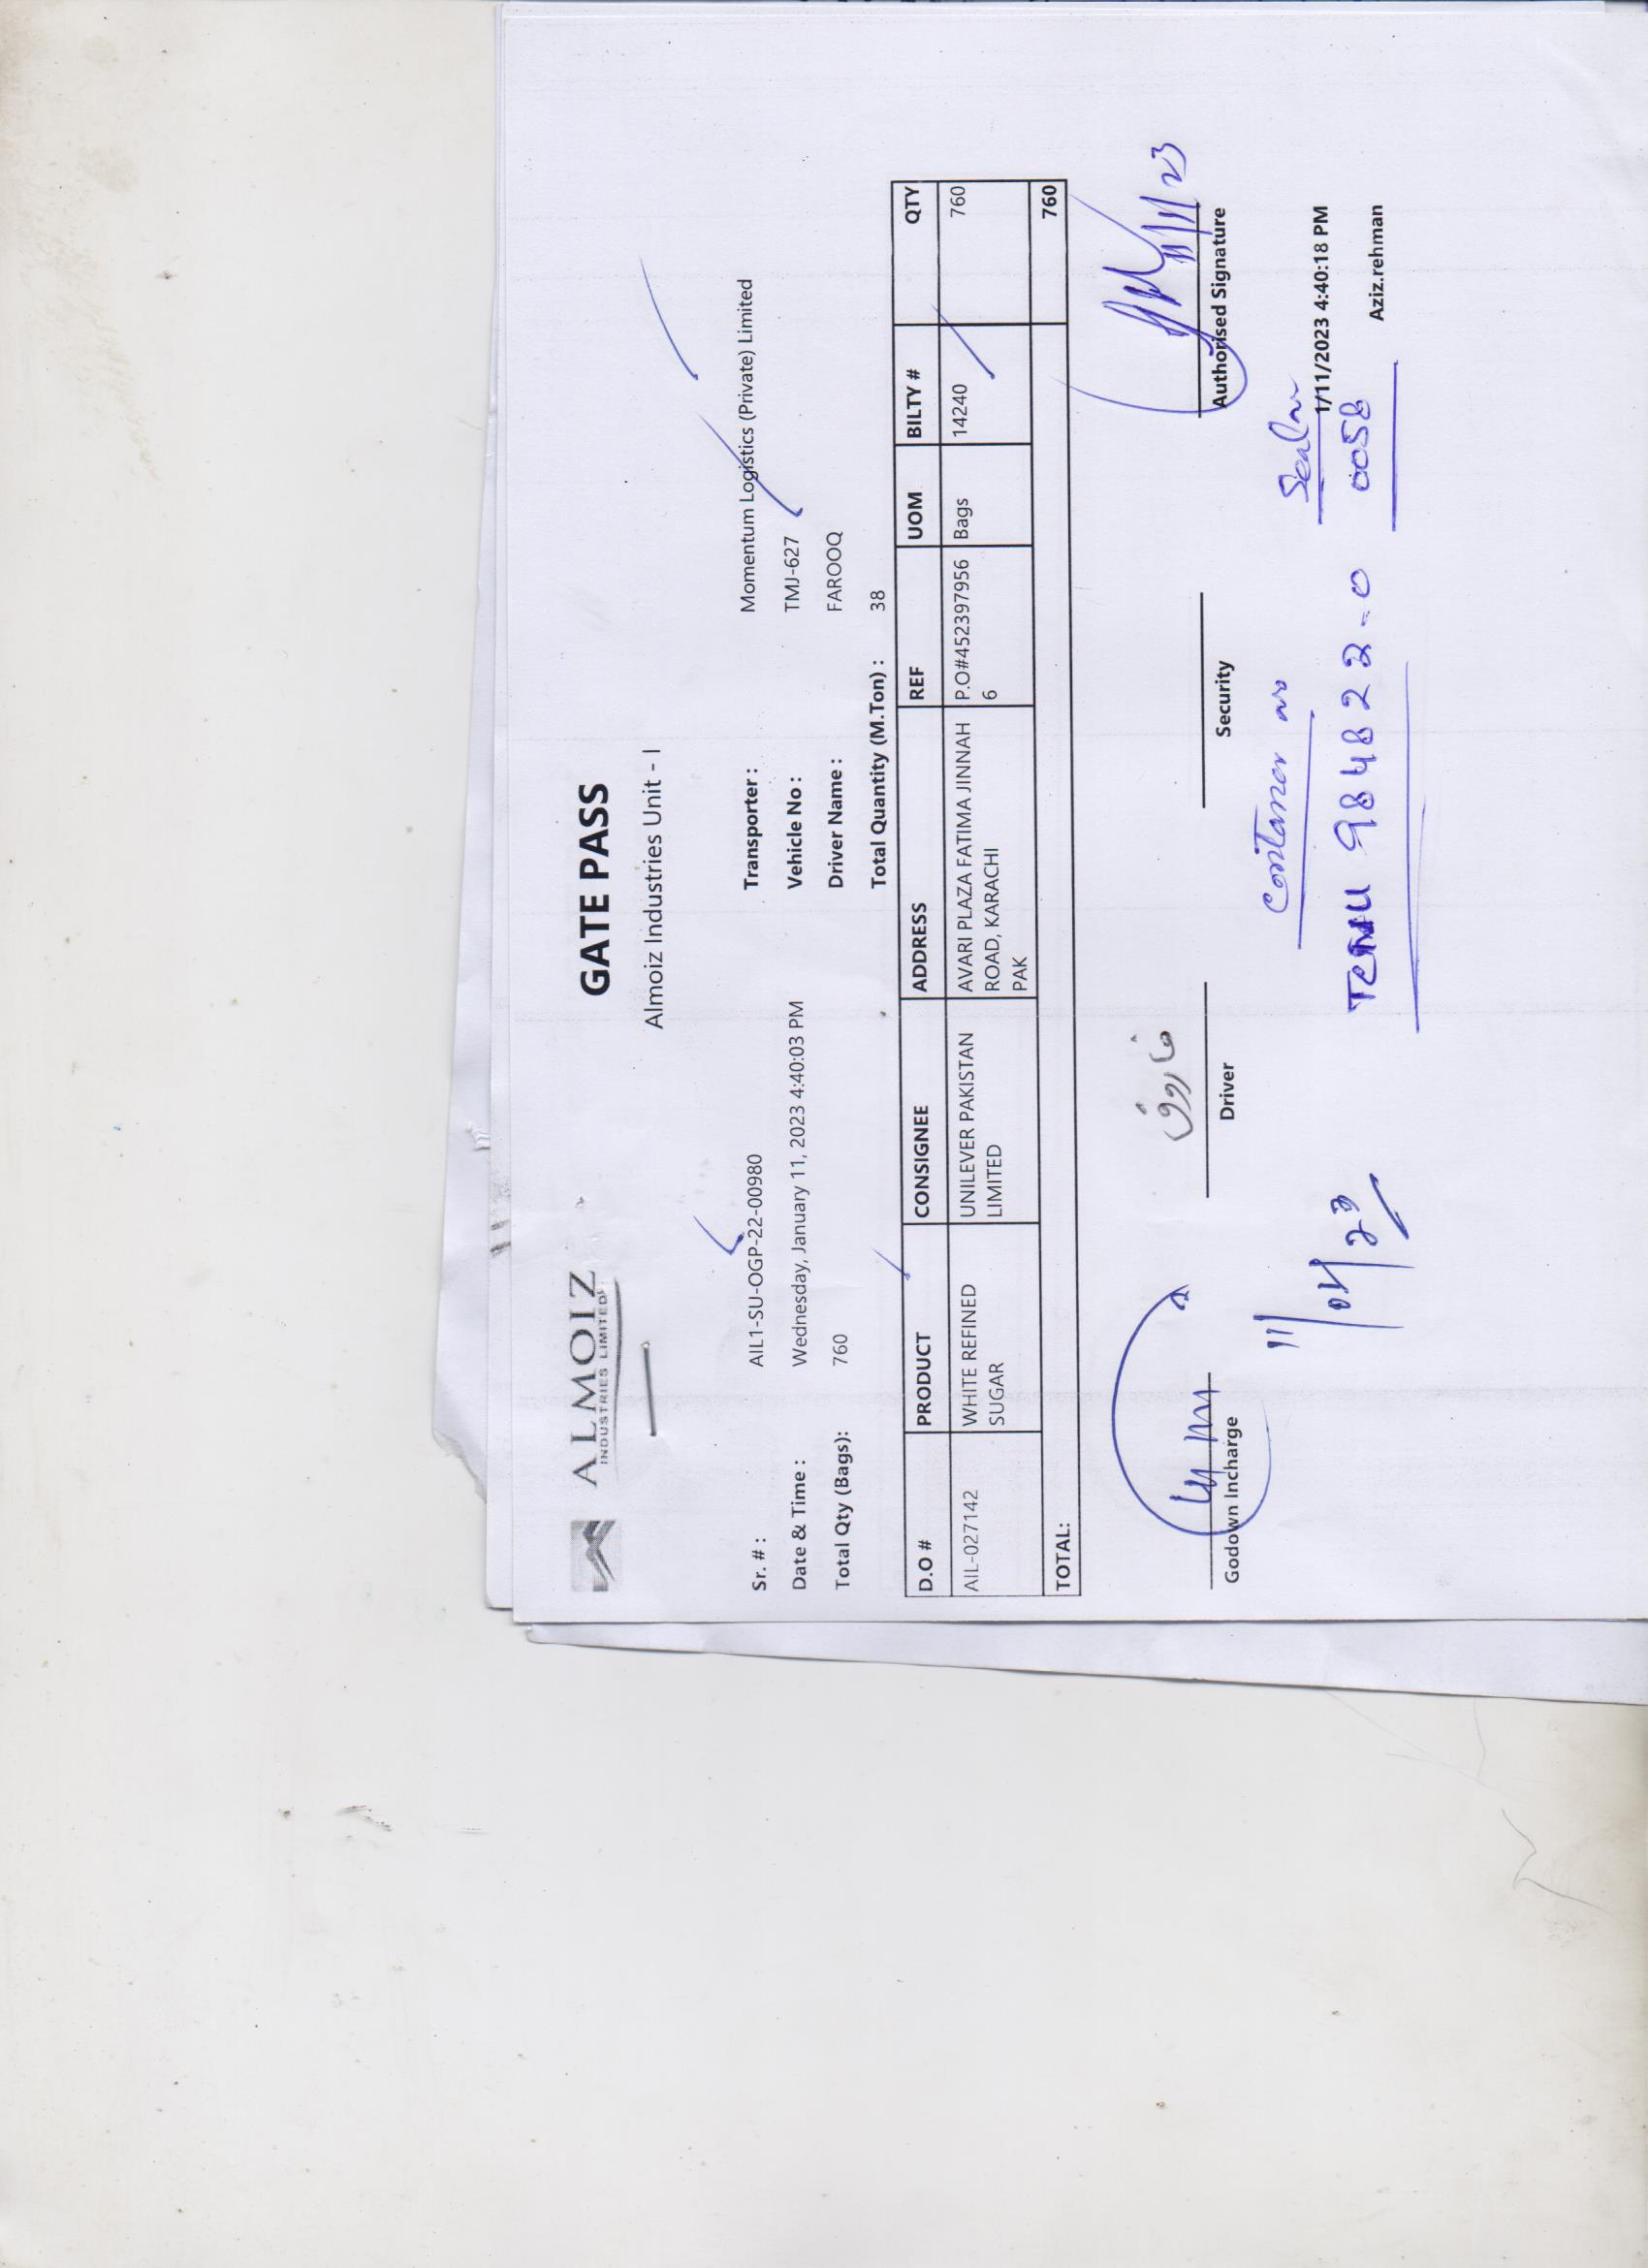 ALMOIZ
INDUSTRIES LIMITED
GATE PASS
Almoiz Industries Unit - I
Sr. # : AIL1-SU-OGP-22-00980 Transporter : Momentum Logistics (Private) Limited
Date & Time : Wednesday, January 11, 2023 4:40:03 PM Vehicle No : TMJ-627
Total Qty (Bags): 760 Driver Name : FAROOQ
Total Quantity (M.Ton) : 38
D.O # PRODUCT CONSIGNEE ADDRESS REF UOM BILTY # QTY
AIL-027142 WHITE REFINED UNILEVER PAKISTAN AVARI PLAZA FATIMA JINNAH P.O#45239795 6 Bags 14240 760
SUGAR LIMITED ROAD, KARACHI 6
PAK
TOTAL: 760
فاروق
11/1/23
Godown Incharge Driver Security Authorised Signature
11/01/23
Container no
1/11/2023 4:40:18 PM
0058
Aziz.rehman
984822-0